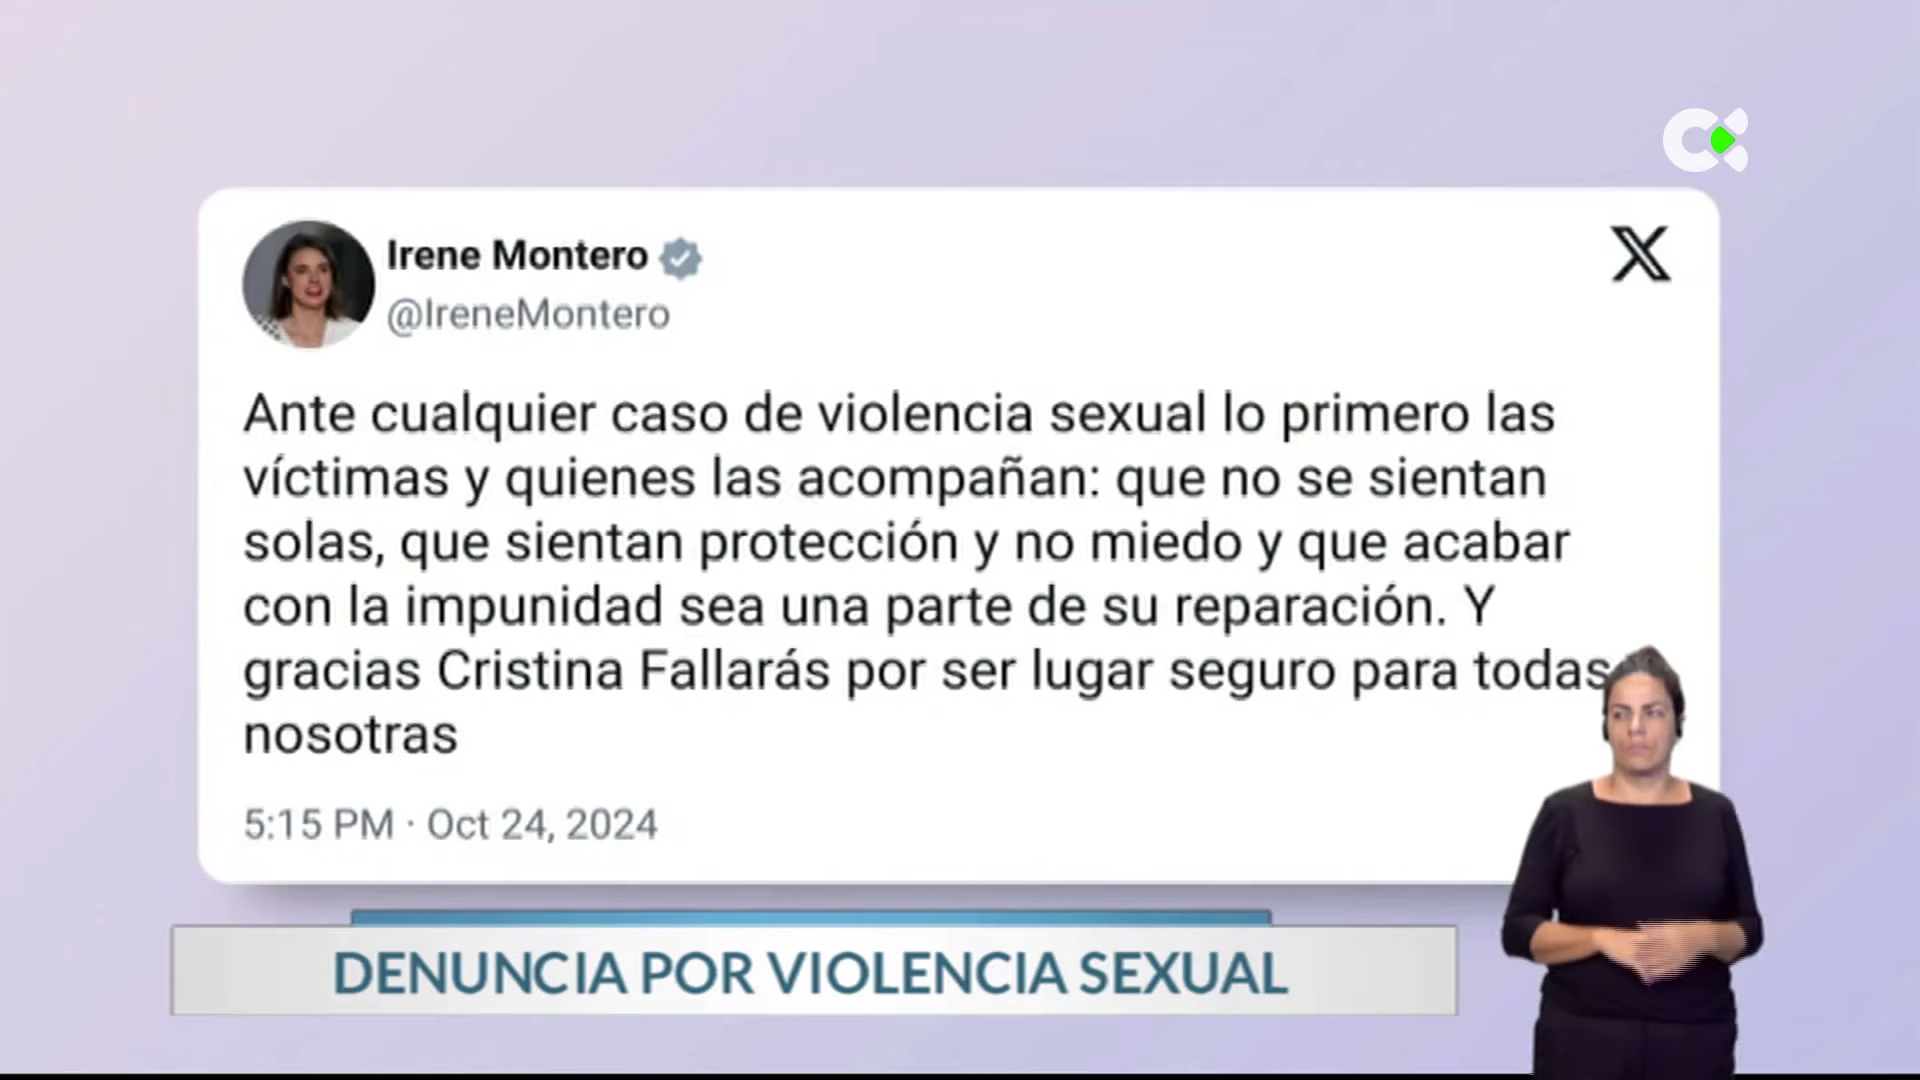 Irene Montero
@IreneMontero
Ante cualquier caso de violencia sexual lo primero las
víctimas y quienes las acompañan: que no se sientan
solas, que sientan protección y no miedo y que acabar
con la impunidad sea una parte de su reparación. Y
gracias Cristina Fallarás por ser lugar seguro para todas
nosotras
5:15 PM · Oct 24, 2024
DENUNCIA POR VIOLENCIA SEXUAL